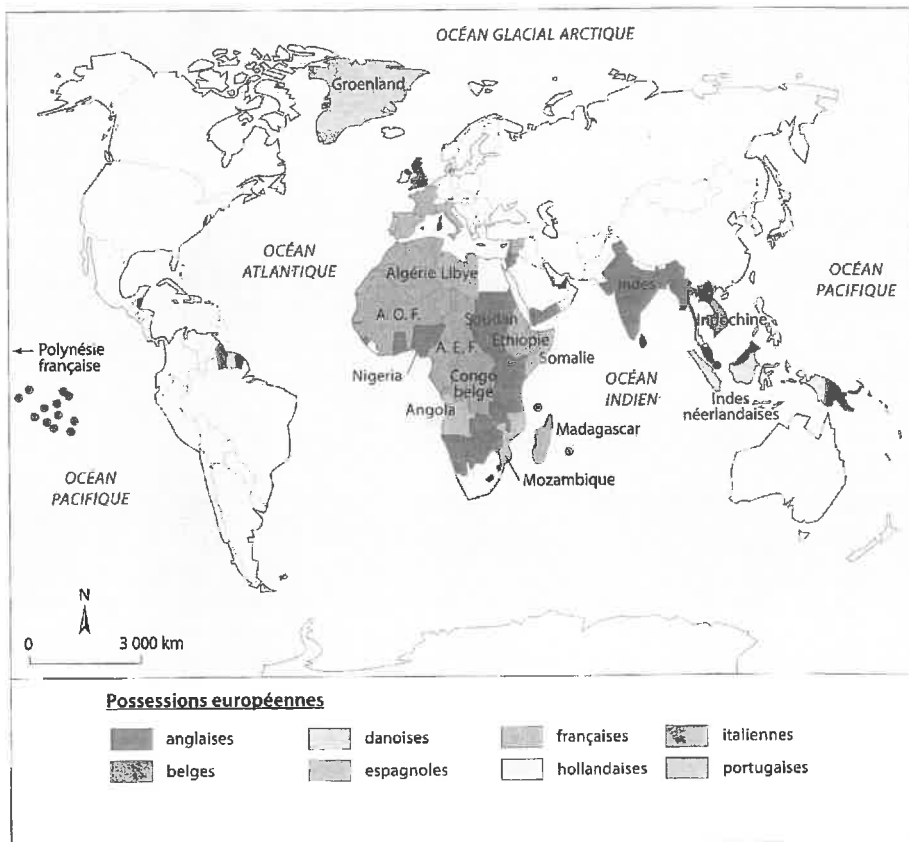 OCÉAN GLACIAL ARCTIQUE
Groenland
OCÉAN
ATLANTIQUE
OCÉAN
PACIFIQUE
Algérie Libye
Indes
A. O. F.
Soudan
Indochine
Polynésie
française
A. E. F.
Ethiopie
Somalie
Nigeria
Congo
belge
OCÉAN
INDIEN
Indes
néerlandaises
Angola
Madagascar
OCÉAN
PACIFIQUE
Mozambique
N
0 3 000 km
Possessions européennes
anglaises danoises françaises italiennes
belges espagnoles hollandaises portugaises